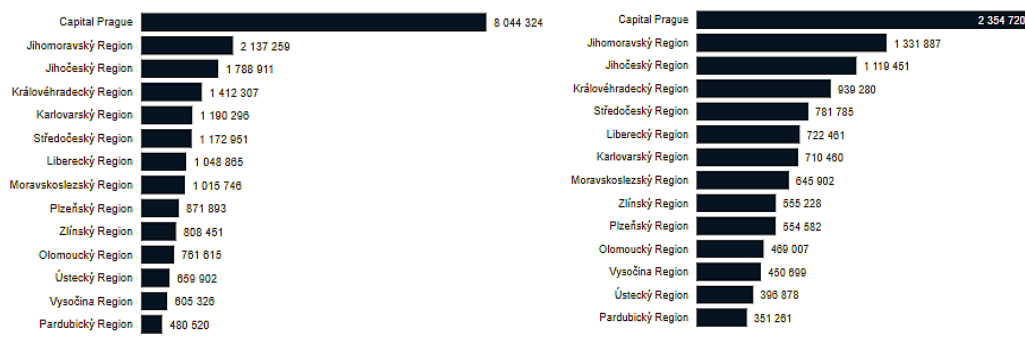 Capital Prague 8 044 324
Jihomoravský Region 2 137 259
Jihočeský Region 1 788 911
Královéhradecký Region 1 412 307
Karlovarský Region 1 190 296
Středočeský Region 1 172 951
Liberecký Region 1 048 865
Moravskoslezský Region 1 015 746
Plzeňský Region 871 893
Zlínský Region 808 451
Olomoucký Region 761 615
Ústecký Region 659 902
Vysočina Region 605 326
Pardubický Region 480 520
Capital Prague 2 354 720
Jihomoravský Region 1 331 887
Jihočeský Region 1 119 451
Královéhradecký Region 939 280
Středočeský Region 781 785
Liberecký Region 722 461
Karlovarský Region 710 460
Moravskoslezský Region 645 902
Zlínský Region 555 228
Plzeňský Region 554 582
Olomoucký Region 469 007
Vysočina Region 450 699
Ústecký Region 396 878
Pardubický Region 351 261